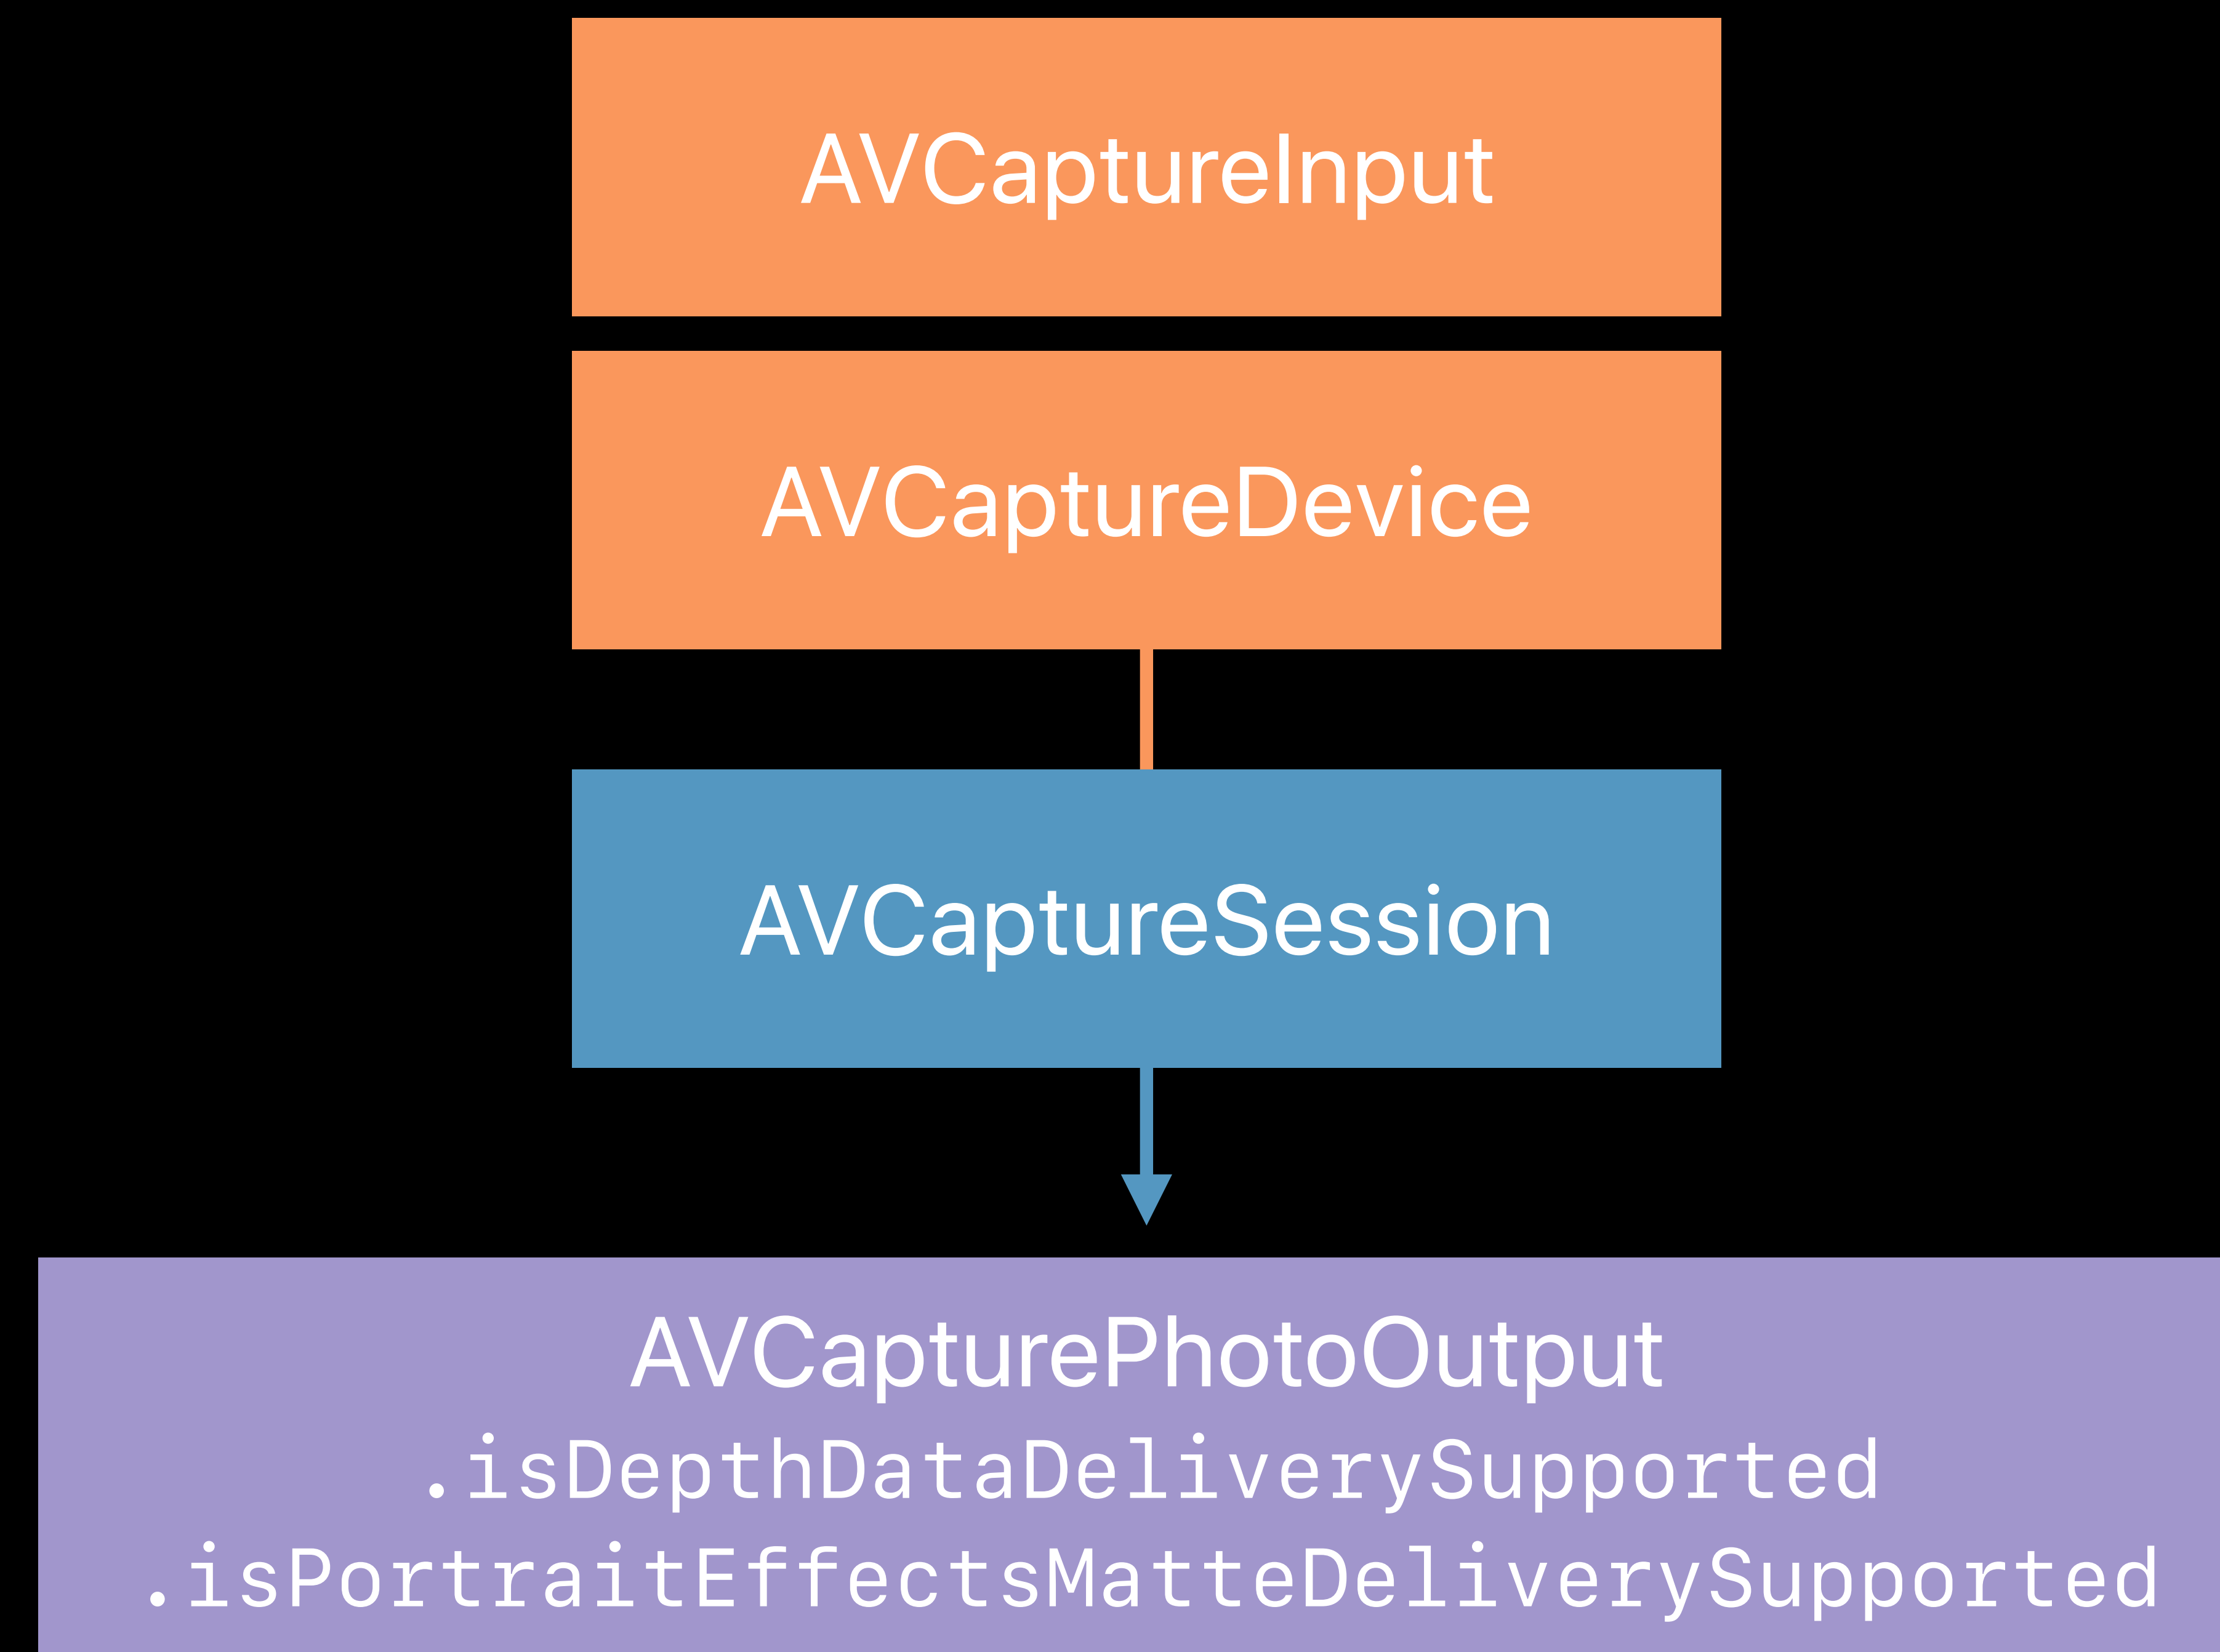 AVCaptureInput
AVCaptureDevice
AVCaptureSession
AVCapturePhotoOutput
.isDepthDataDeliverySupported
.isPortraitEffectsMatteDeliverySupported